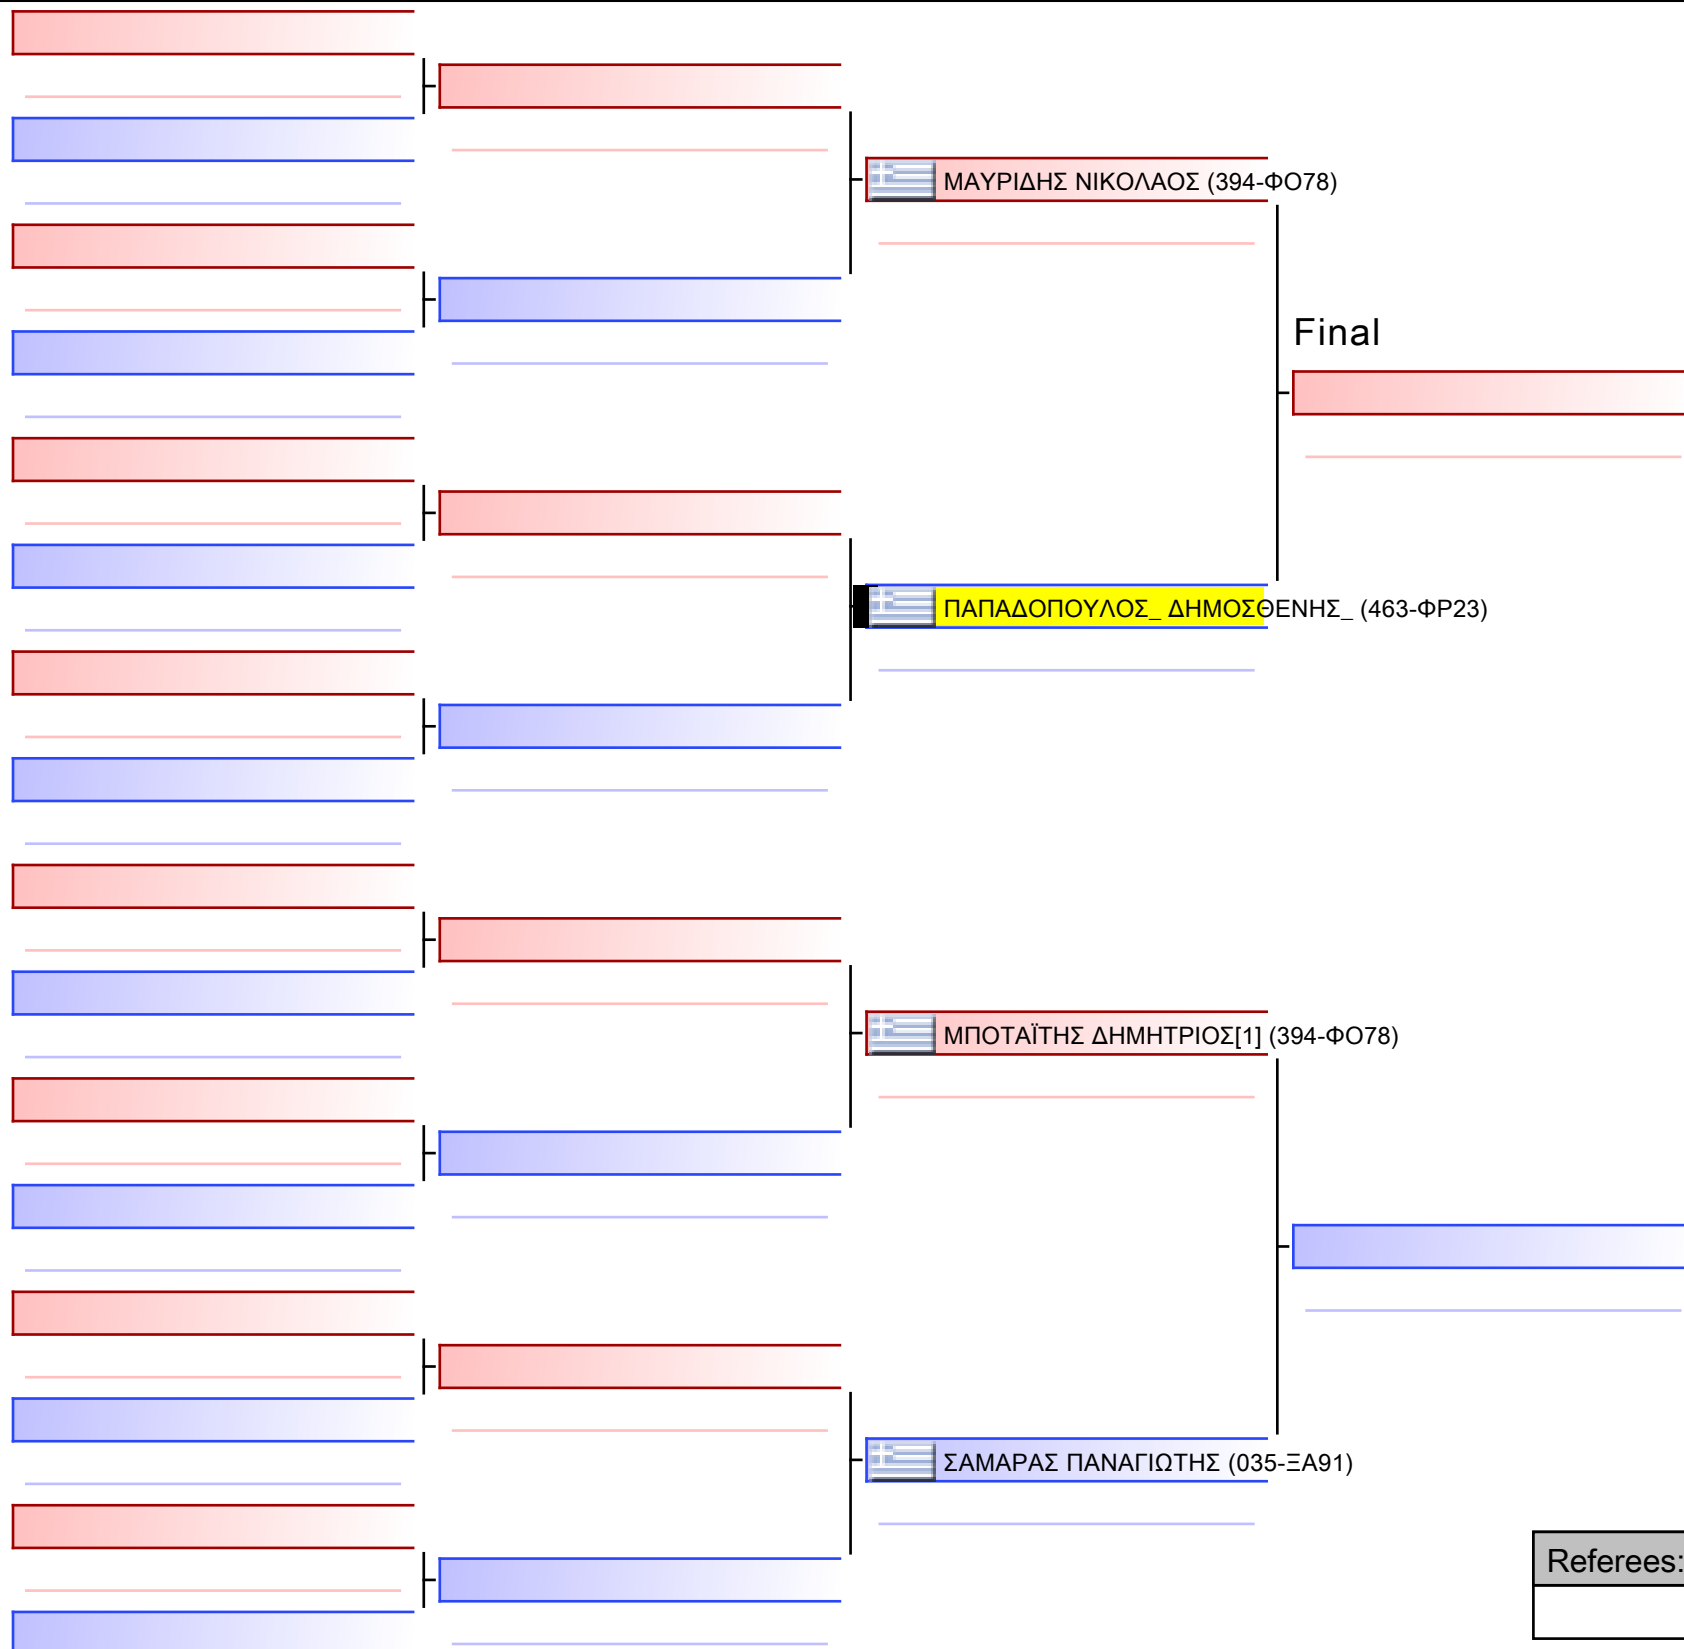 ΜΑΥΡΙΔΗΣ ΝΙΚΟΛΑΟΣ (394-ΦΟ78)
Final
ΠΑΠΑΔΟΠΟΥΛΟΣ_ ΔΗΜΟΣΘΕΝΗΣ_ (463-ΦΡ23)
ΜΠΟΤΑΪΤΗΣ ΔΗΜΗΤΡΙΟΣ[1] (394-ΦΟ78)
ΣΑΜΑΡΑΣ ΠΑΝΑΓΙΩΤΗΣ (035-ΞΑ91)
Referees: